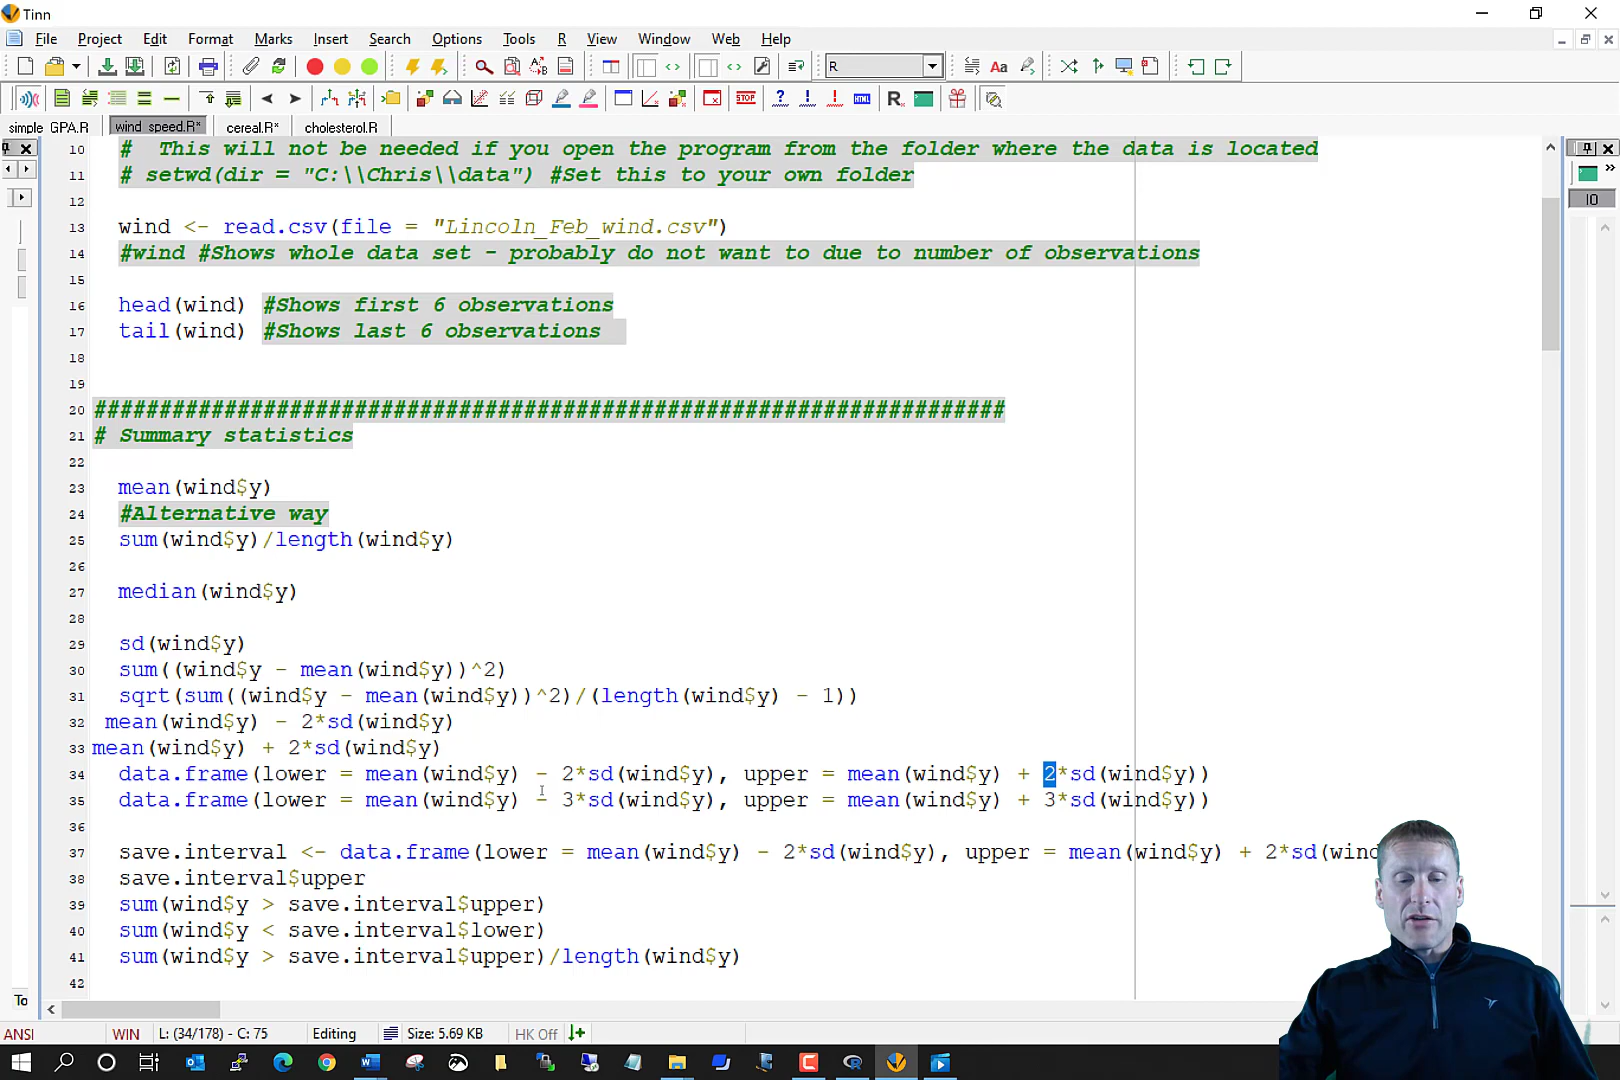 Tinn
File Project Edit Format Marks Insert Search Options Tools R View Window Web Help
R
simple_GPA.R wind_speed.R* cereal.R* cholesterol.R
10 # This will not be needed if you open the program from the folder where the data is located
11 # setwd(dir = "C:\\Chris\\data") #Set this to your own folder
12
13 wind <- read.csv(file = "Lincoln_Feb_wind.csv")
14 #wind #Shows whole data set - probably do not want to due to number of observations
15
16 head(wind) #Shows first 6 observations
17 tail(wind) #Shows last 6 observations
18
19
20 ######################################################################
21 # Summary statistics
22
23 mean(wind$y)
24 #Alternative way
25 sum(wind$y)/length(wind$y)
26
27 median(wind$y)
28
29 sd(wind$y)
30 sum((wind$y - mean(wind$y))^2)
31 sqrt(sum((wind$y - mean(wind$y))^2)/(length(wind$y) - 1))
32 mean(wind$y) - 2*sd(wind$y)
33 mean(wind$y) + 2*sd(wind$y)
34 data.frame(lower = mean(wind$y) - 2*sd(wind$y), upper = mean(wind$y) + 2*sd(wind$y))
35 data.frame(lower = mean(wind$y) - 3*sd(wind$y), upper = mean(wind$y) + 3*sd(wind$y))
36
37 save.interval <- data.frame(lower = mean(wind$y) - 2*sd(wind$y), upper = mean(wind$y) + 2*sd(wind
38 save.interval$upper
39 sum(wind$y > save.interval$upper)
40 sum(wind$y < save.interval$lower)
41 sum(wind$y > save.interval$upper)/length(wind$y)
42
To
IO
ANSI WIN L: (34/178) - C: 75 Editing Size: 5.69 KB HK Off